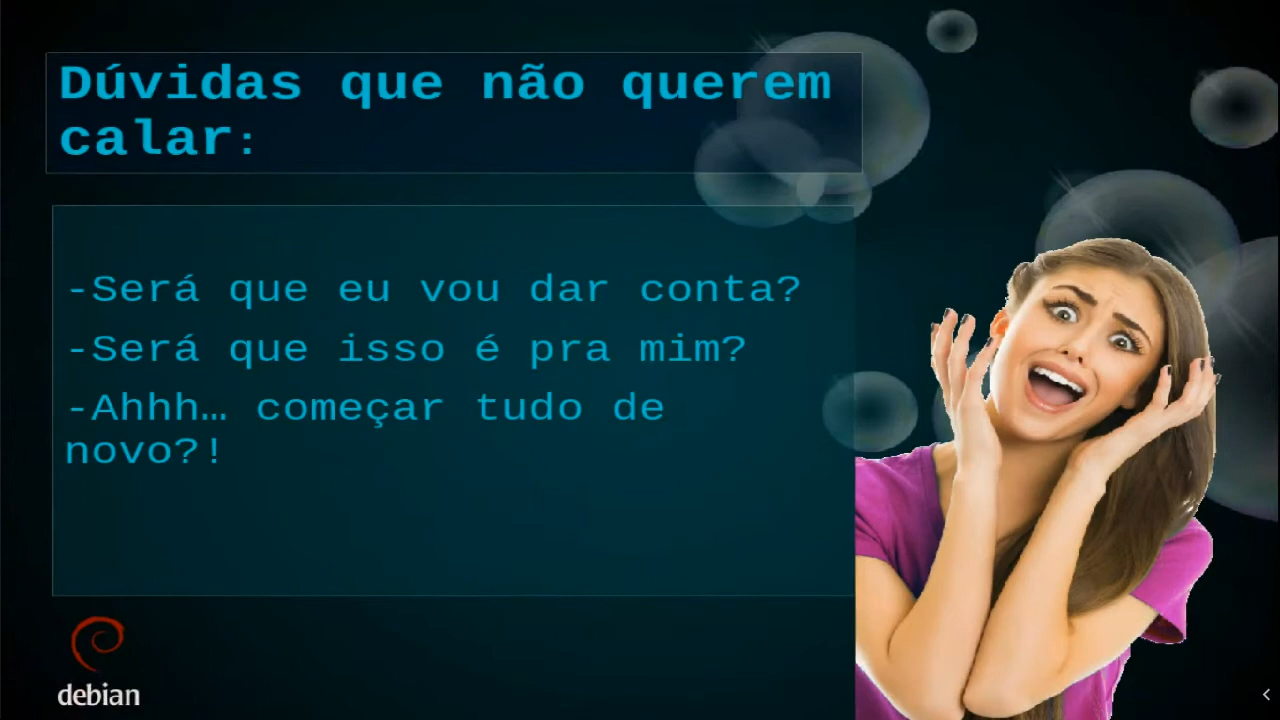 Dúvidas que não querem
calar:
-Será que eu vou dar conta?
-Será que isso é pra mim?
-Ahhh… começar tudo de
novo?!
debian